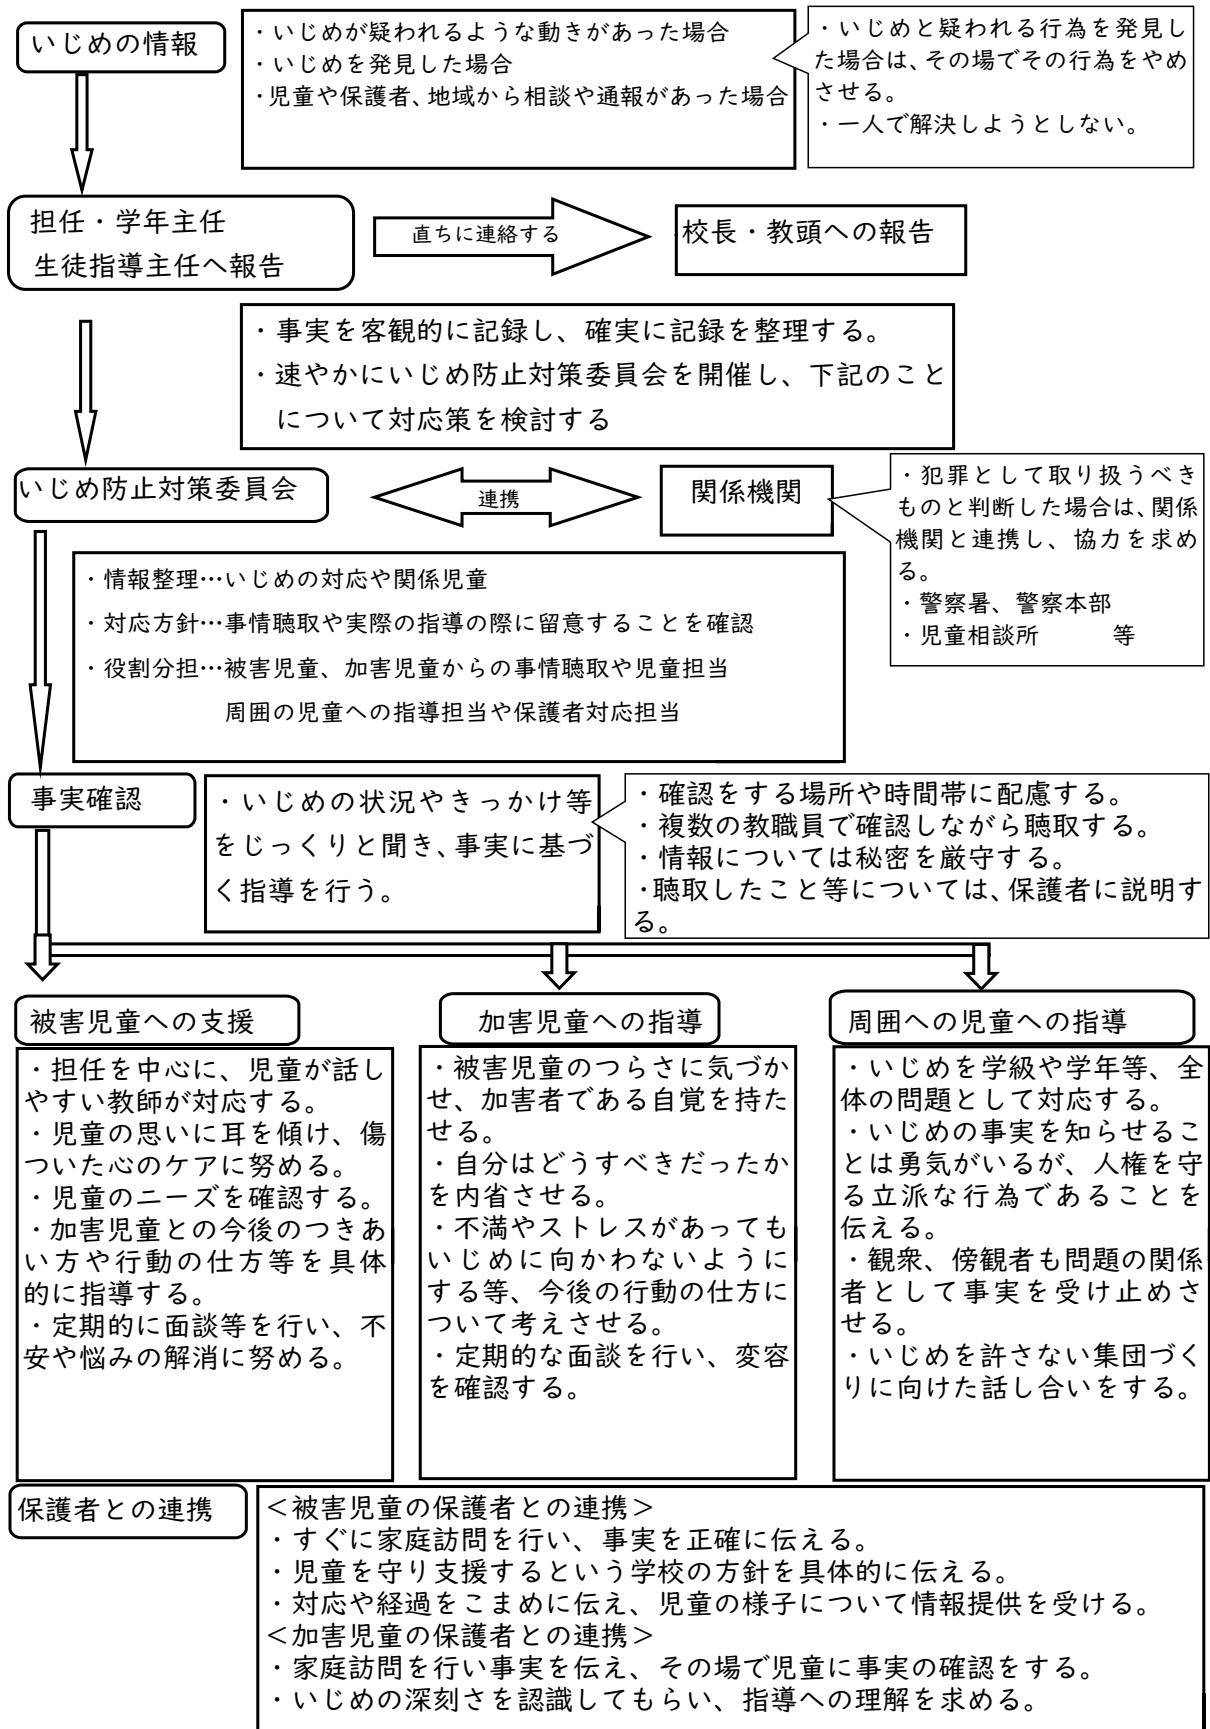 いじめの情報
・いじめが疑われるような動きがあった場合
・いじめを発見した場合
・児童や保護者、地域から相談や通報があった場合
・いじめと疑われる行為を発見し
た場合は、その場でその行為をやめ
させる。
・一人で解決しようとしない。
担任・学年主任
生徒指導主任へ報告
直ちに連絡する
校長・教頭への報告
・事実を客観的に記録し、確実に記録を整理する。
・速やかにいじめ防止対策委員会を開催し、下記のこと
について対応策を検討する
いじめ防止対策委員会
連携
関係機関
・犯罪として取り扱うべき
ものと判断した場合は、関係
機関と連携し、協力を求め
る。
・警察署、警察本部
・児童相談所　　　等
・情報整理…いじめの対応や関係児童
・対応方針…事情聴取や実際の指導の際に留意することを確認
・役割分担…被害児童、加害児童からの事情聴取や児童担当
周囲の児童への指導担当や保護者対応担当
事実確認
・いじめの状況やきっかけ等
をじっくりと聞き、事実に基づ
く指導を行う。
・確認をする場所や時間帯に配慮する。
・複数の教職員で確認しながら聴取する。
・情報については秘密を厳守する。
・聴取したこと等については、保護者に説明す
る。
被害児童への支援
・担任を中心に、児童が話し
やすい教師が対応する。
・児童の思いに耳を傾け、傷
ついた心のケアに努める。
・児童のニーズを確認する。
・加害児童との今後のつきあ
い方や行動の仕方等を具体
的に指導する。
・定期的に面談等を行い、不
安や悩みの解消に努める。
加害児童への指導
・被害児童のつらさに気づか
せ、加害者である自覚を持た
せる。
・自分はどうすべきだったか
を内省させる。
・不満やストレスがあっても
いじめに向かわないように
する等、今後の行動の仕方に
ついて考えさせる。
・定期的な面談を行い、変容
を確認する。
周囲への児童への指導
・いじめを学級や学年等、全
体の問題として対応する。
・いじめの事実を知らせるこ
とは勇気がいるが、人権を守
る立派な行為であることを
伝える。
・観衆、傍観者も問題の関係
者として事実を受け止めさ
せる。
・いじめを許さない集団づく
りに向けた話し合いをする。
保護者との連携
＜被害児童の保護者との連携＞
・すぐに家庭訪問を行い、事実を正確に伝える。
・児童を守り支援するという学校の方針を具体的に伝える。
・対応や経過をこまめに伝え、児童の様子について情報提供を受ける。
＜加害児童の保護者との連携＞
・家庭訪問を行い事実を伝え、その場で児童に事実の確認をする。
・いじめの深刻さを認識してもらい、指導への理解を求める。